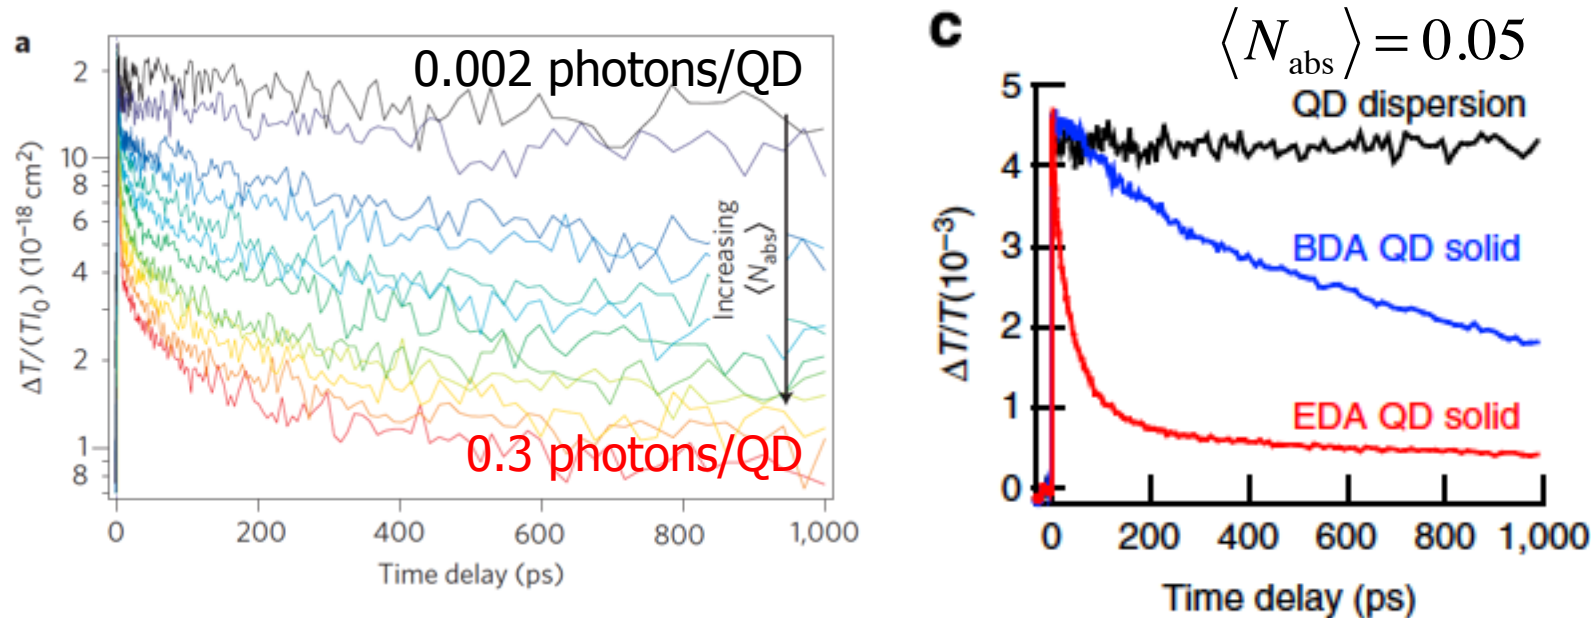 a
0.002 photons/QD
2
10
8
6
4
2
1
8
ΔT/(TI₀) (10⁻¹⁸ cm²)
Increasing
⟨N_abs⟩
0.3 photons/QD
0 200 400 600 800 1,000
Time delay (ps)
c
⟨N_abs⟩ = 0.05
5
4
3
2
1
0
ΔT/T(10⁻³)
QD dispersion
BDA QD solid
EDA QD solid
0 200 400 600 800 1,000
Time delay (ps)